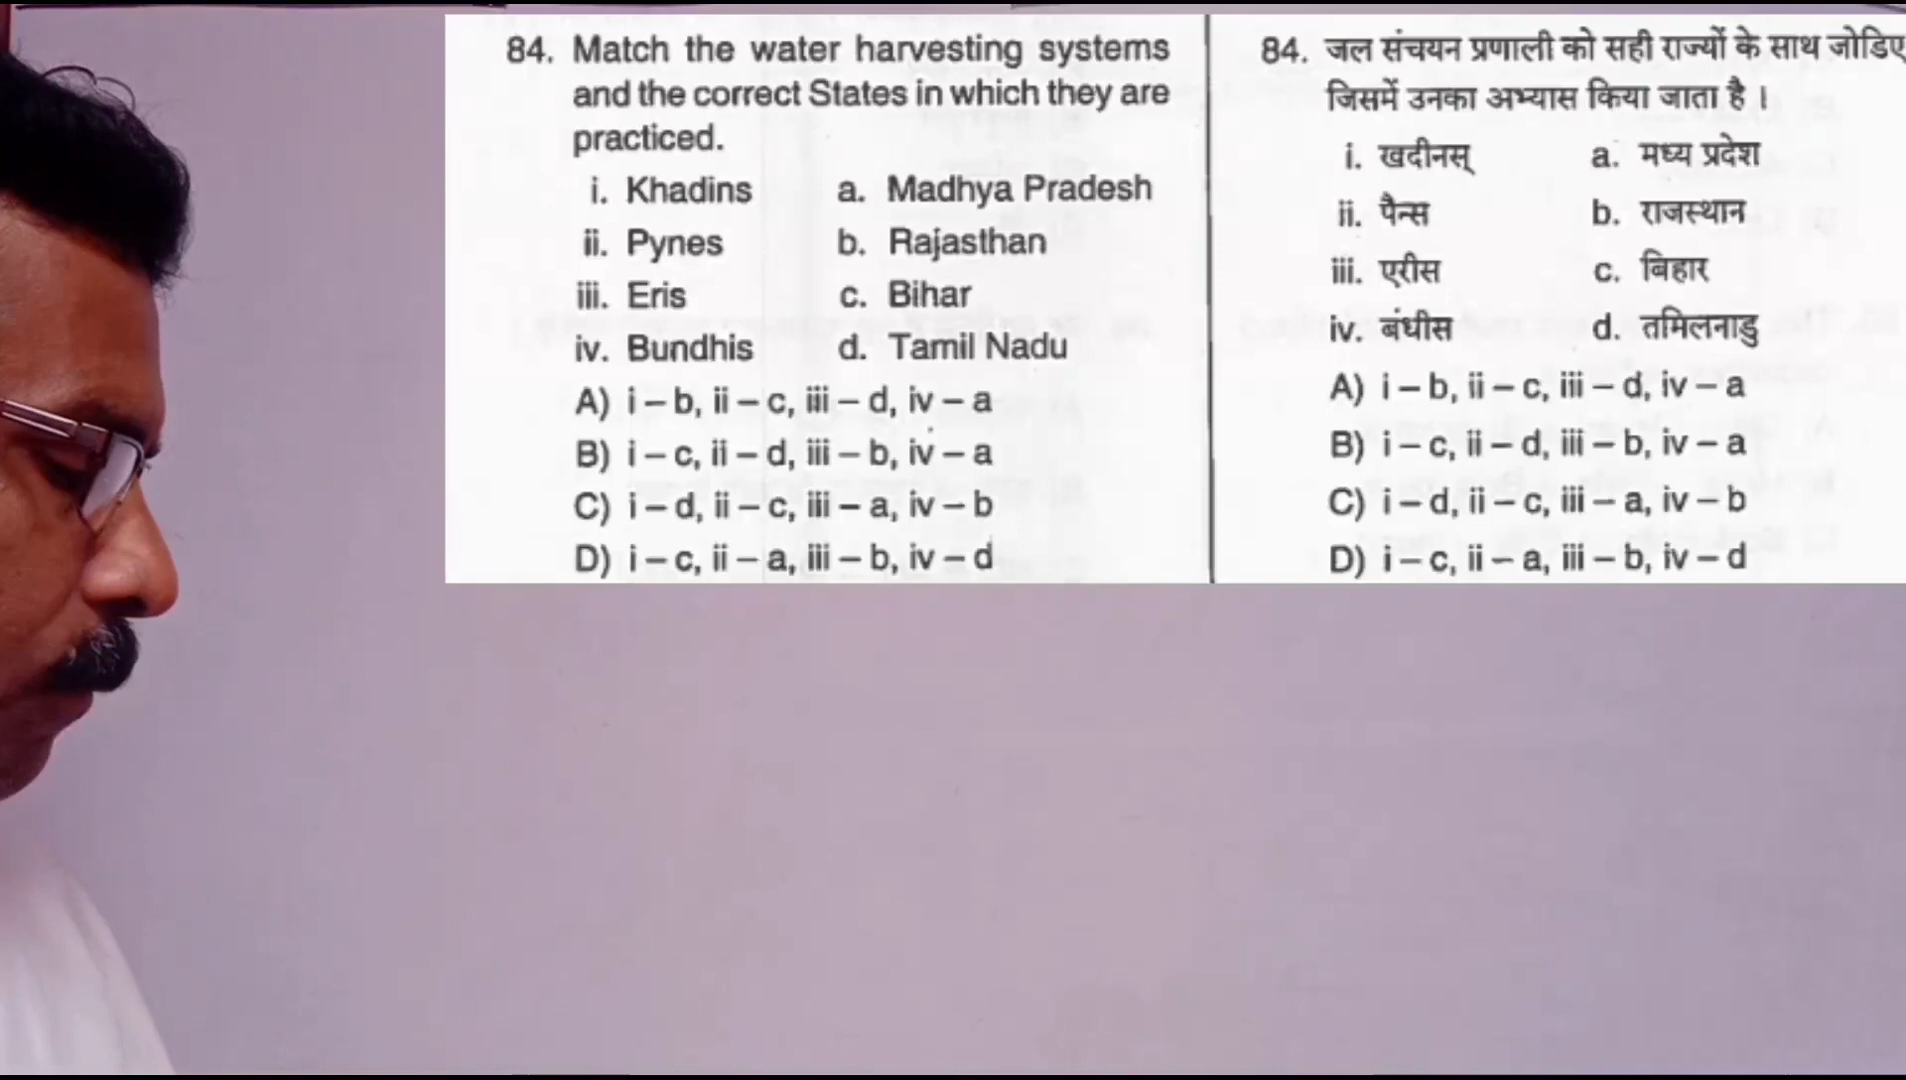 84. Match the water harvesting systems
and the correct States in which they are
practiced.
i. Khadins a. Madhya Pradesh
ii. Pynes b. Rajasthan
iii. Eris c. Bihar
iv. Bundhis d. Tamil Nadu
A) i – b, ii – c, iii – d, iv – a
B) i – c, ii – d, iii – b, iv – a
C) i – d, ii – c, iii – a, iv – b
D) i – c, ii – a, iii – b, iv – d
84. जल संचयन प्रणाली को सही राज्यों के साथ जोडिए
जिसमें उनका अभ्यास किया जाता है ।
i. खदीनस् a. मध्य प्रदेश
ii. पैन्स b. राजस्थान
iii. एरीस c. बिहार
iv. बंधीस d. तमिलनाडु
A) i – b, ii – c, iii – d, iv – a
B) i – c, ii – d, iii – b, iv – a
C) i – d, ii – c, iii – a, iv – b
D) i – c, ii – a, iii – b, iv – d